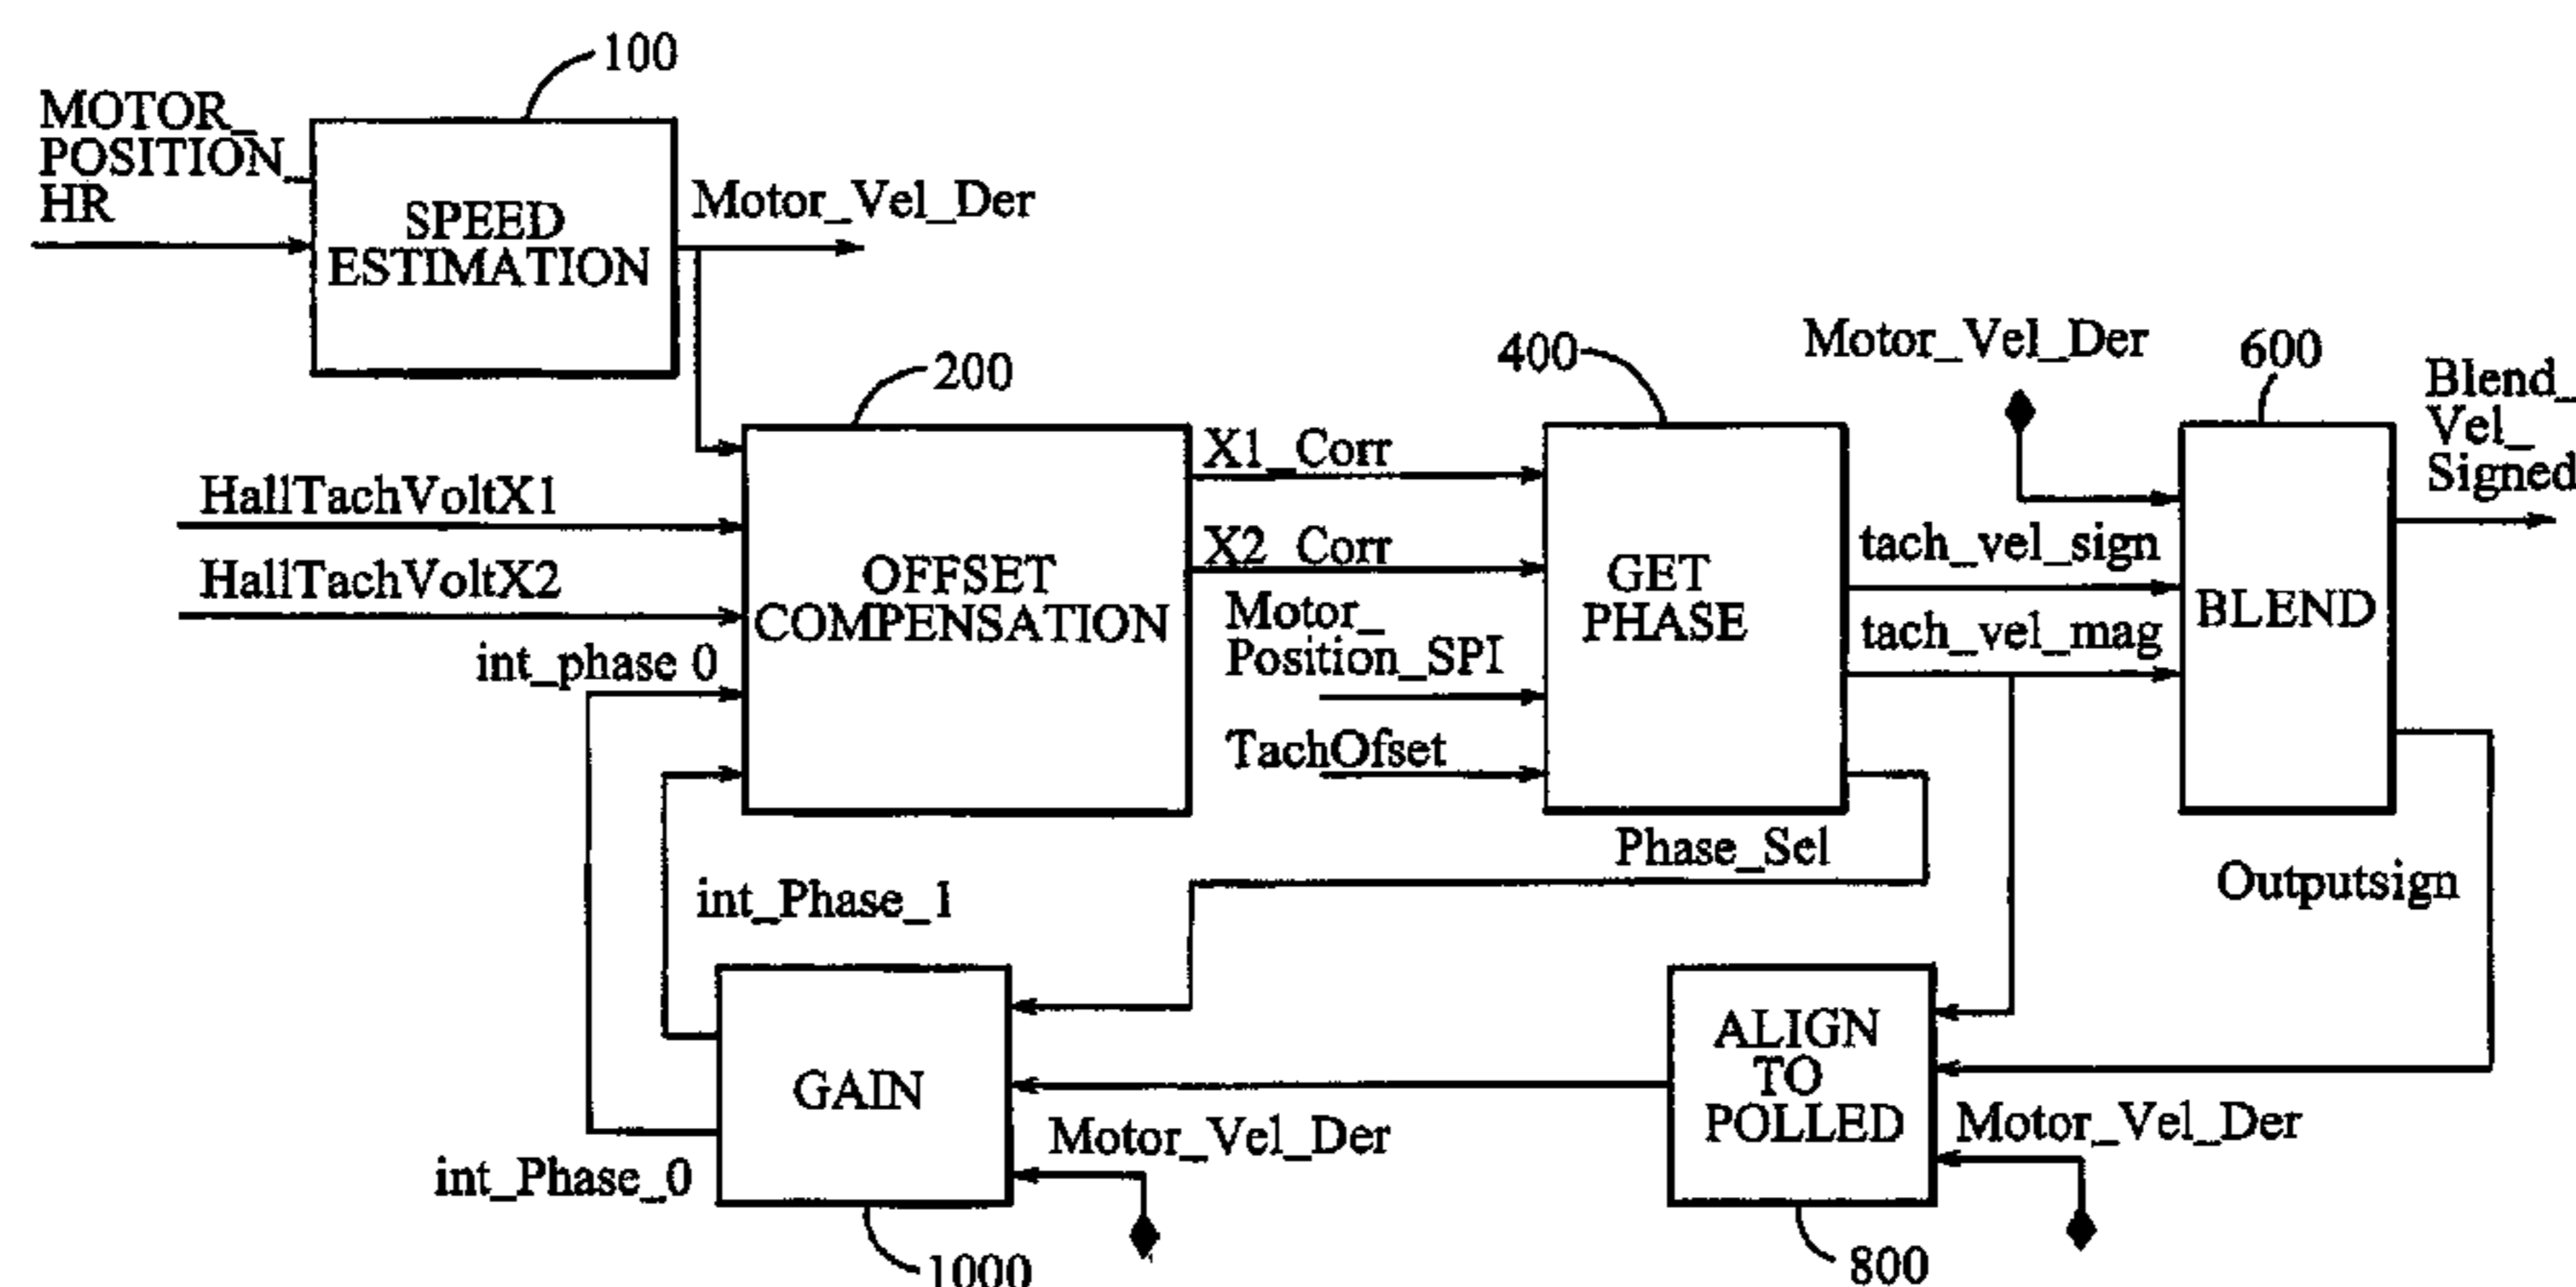 100
MOTOR_
POSITION_
HR
SPEED
ESTIMATION
Motor_Vel_Der
200
400
Motor_Vel_Der
600
Blend_
Vel_
Signed
HallTachVoltX1
HallTachVoltX2
int_phase 0
OFFSET
COMPENSATION
X1_Corr
X2_Corr
Motor_
Position_SPI
TachOfset
GET
PHASE
tach_vel_sign
tach_vel_mag
BLEND
Phase_Sel
Outputsign
int_Phase_1
int_Phase_0
GAIN
Motor_Vel_Der
1000
ALIGN
TO
POLLED
Motor_Vel_Der
800